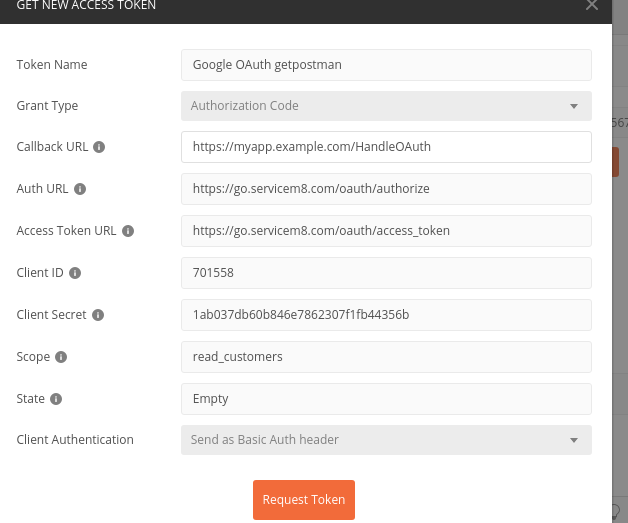 GET NEW ACCESS TOKEN
Token Name Google OAuth getpostman
Grant Type Authorization Code
Callback URL https://myapp.example.com/HandleOAuth
Auth URL https://go.servicem8.com/oauth/authorize
Access Token URL https://go.servicem8.com/oauth/access_token
Client ID 701558
Client Secret 1ab037db60b846e7862307f1fb44356b
Scope read_customers
State Empty
Client Authentication Send as Basic Auth header
Request Token